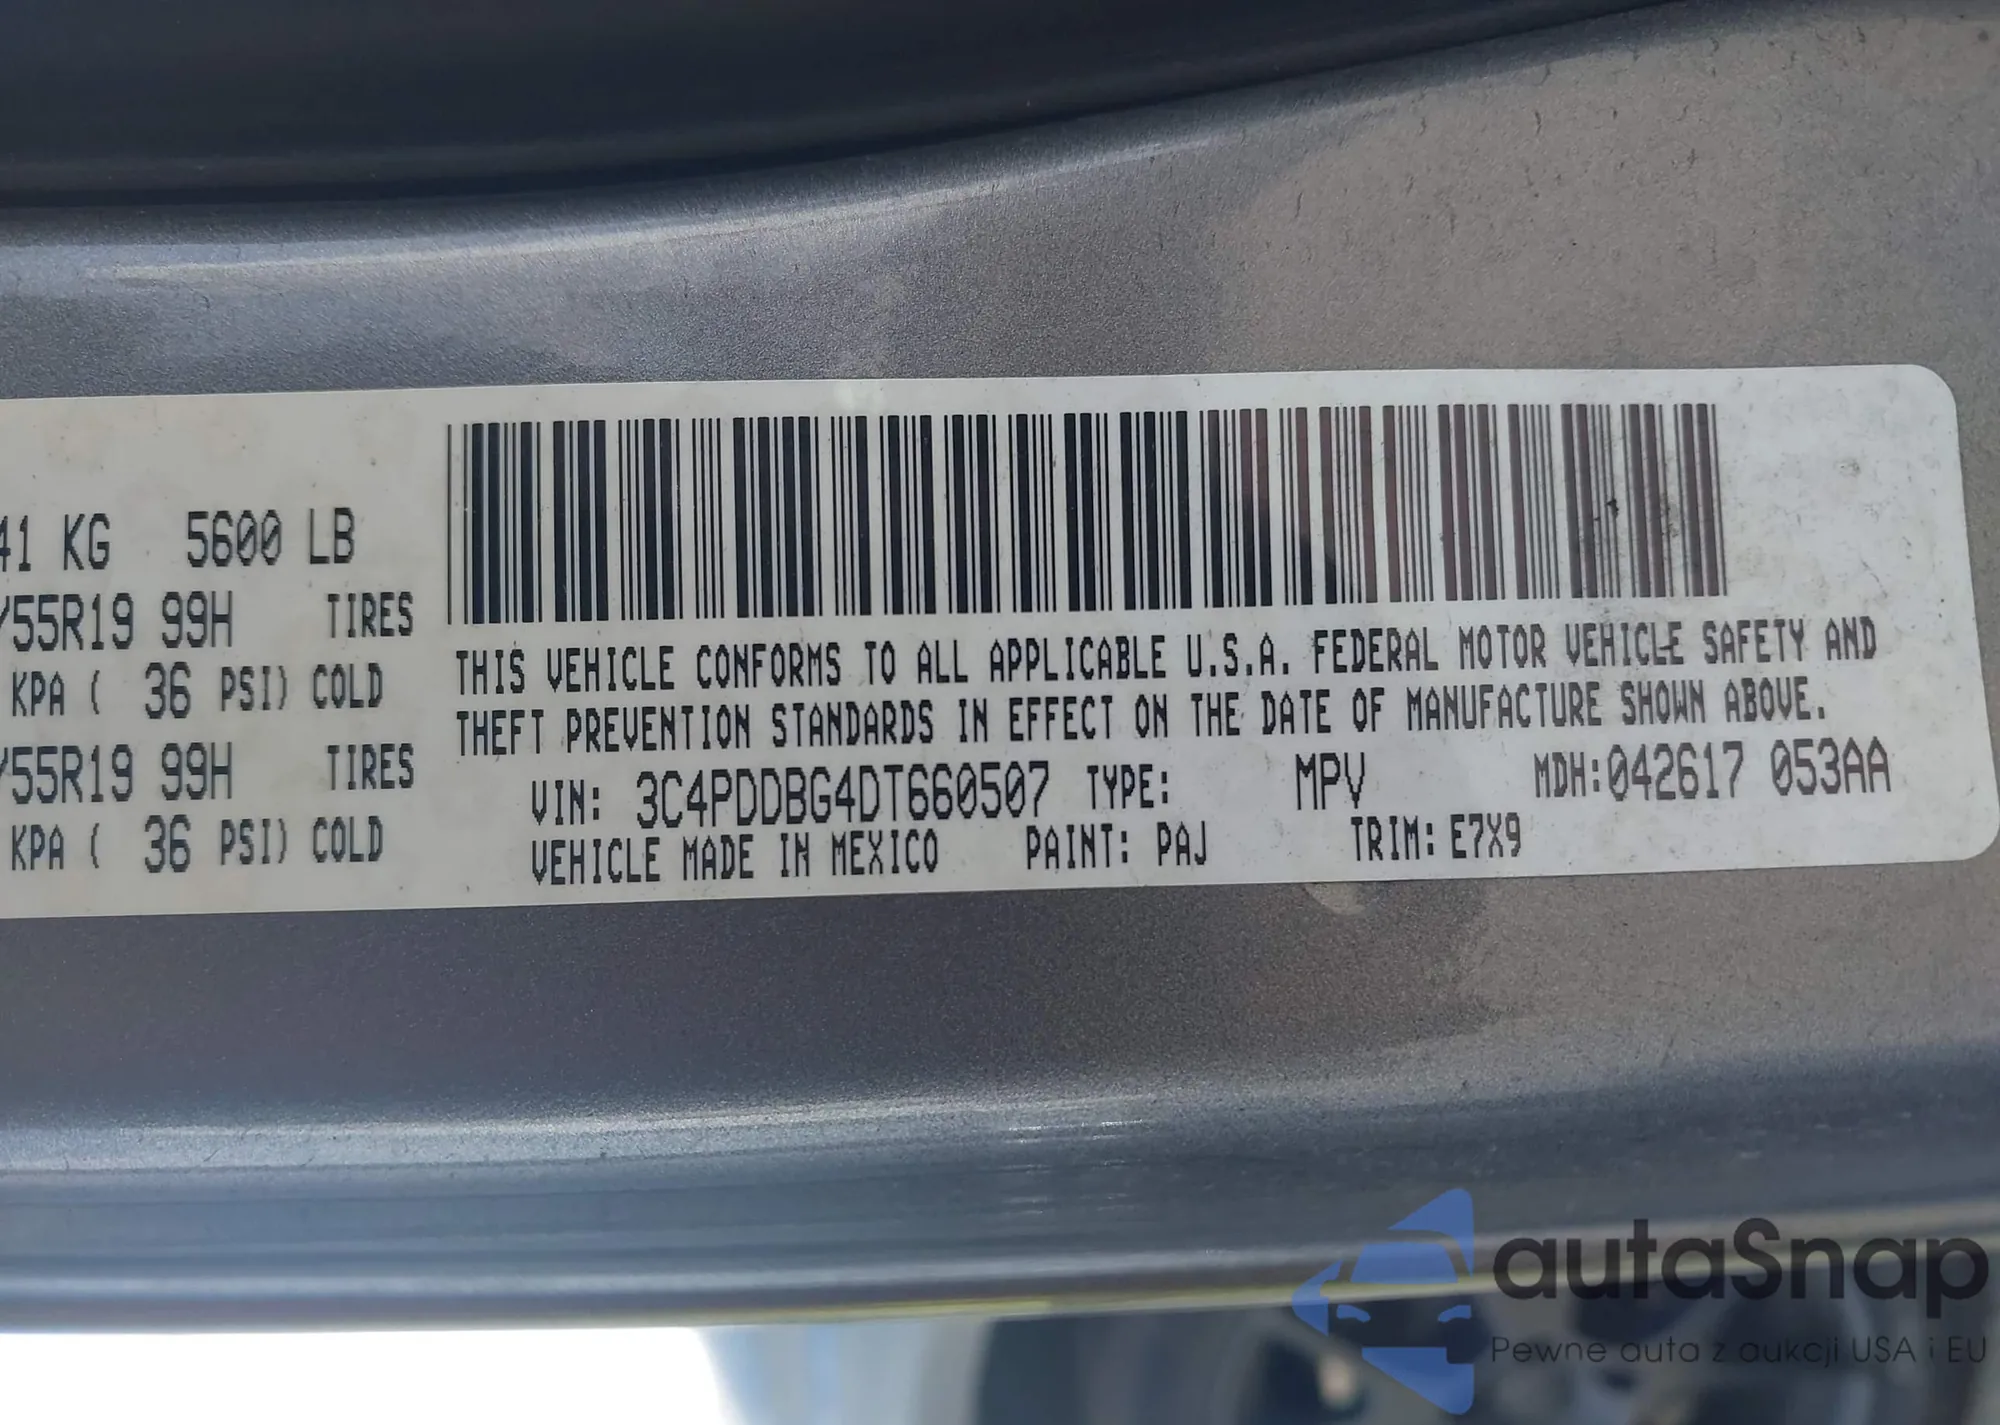 41 KG 5600 LB
/55R19 99H TIRES
KPA ( 36 PSI) COLD
/55R19 99H TIRES
KPA ( 36 PSI) COLD
THIS VEHICLE CONFORMS TO ALL APPLICABLE U.S.A. FEDERAL MOTOR VEHICLE SAFETY AND
THEFT PREVENTION STANDARDS IN EFFECT ON THE DATE OF MANUFACTURE SHOWN ABOVE.
VIN: 3C4PDDBG4DT660507 TYPE: MPV MDH:042617 053AA
VEHICLE MADE IN MEXICO PAINT: PAJ TRIM: E7X9
autaSnap
Pewne auta z aukcji USA i EU